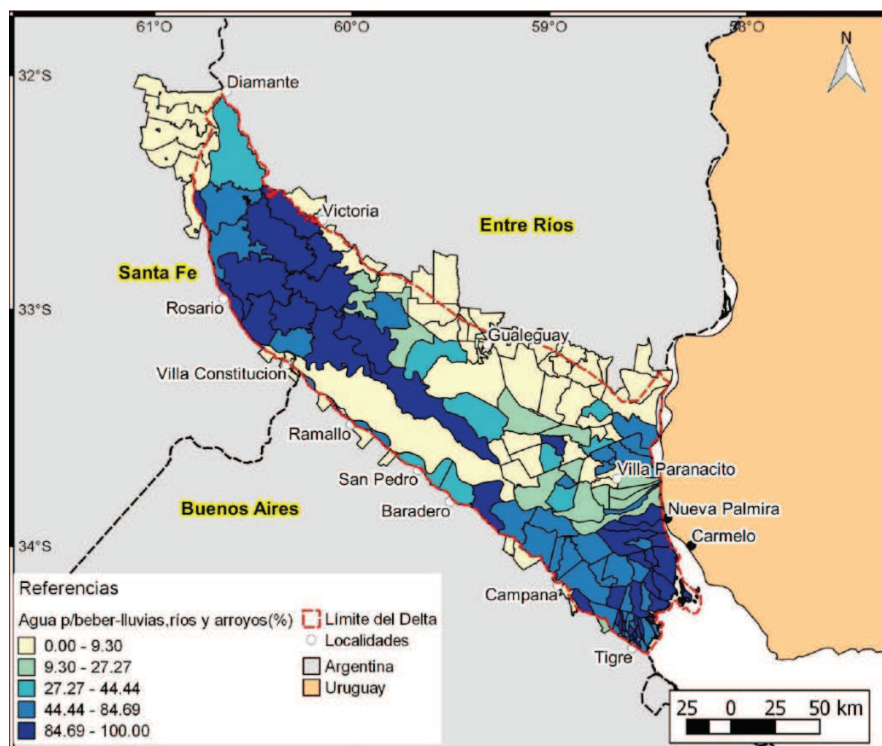 61°O 60°O 59°O 58°O
N
32°S
Diamante
Victoria
Entre Ríos
Santa Fe
33°S
Rosario
Gualeguay
Villa Constitucion
Ramallo
San Pedro
Villa Paranacito
Buenos Aires
Baradero
Nueva Palmira
Carmelo
34°S
Campana
Tigre
Referencias
Agua p/beber-lluvias,ríos y arroyos(%)
0.00 - 9.30
9.30 - 27.27
27.27 - 44.44
44.44 - 84.69
84.69 - 100.00
Límite del Delta
Localidades
Argentina
Uruguay
25 0 25 50 km